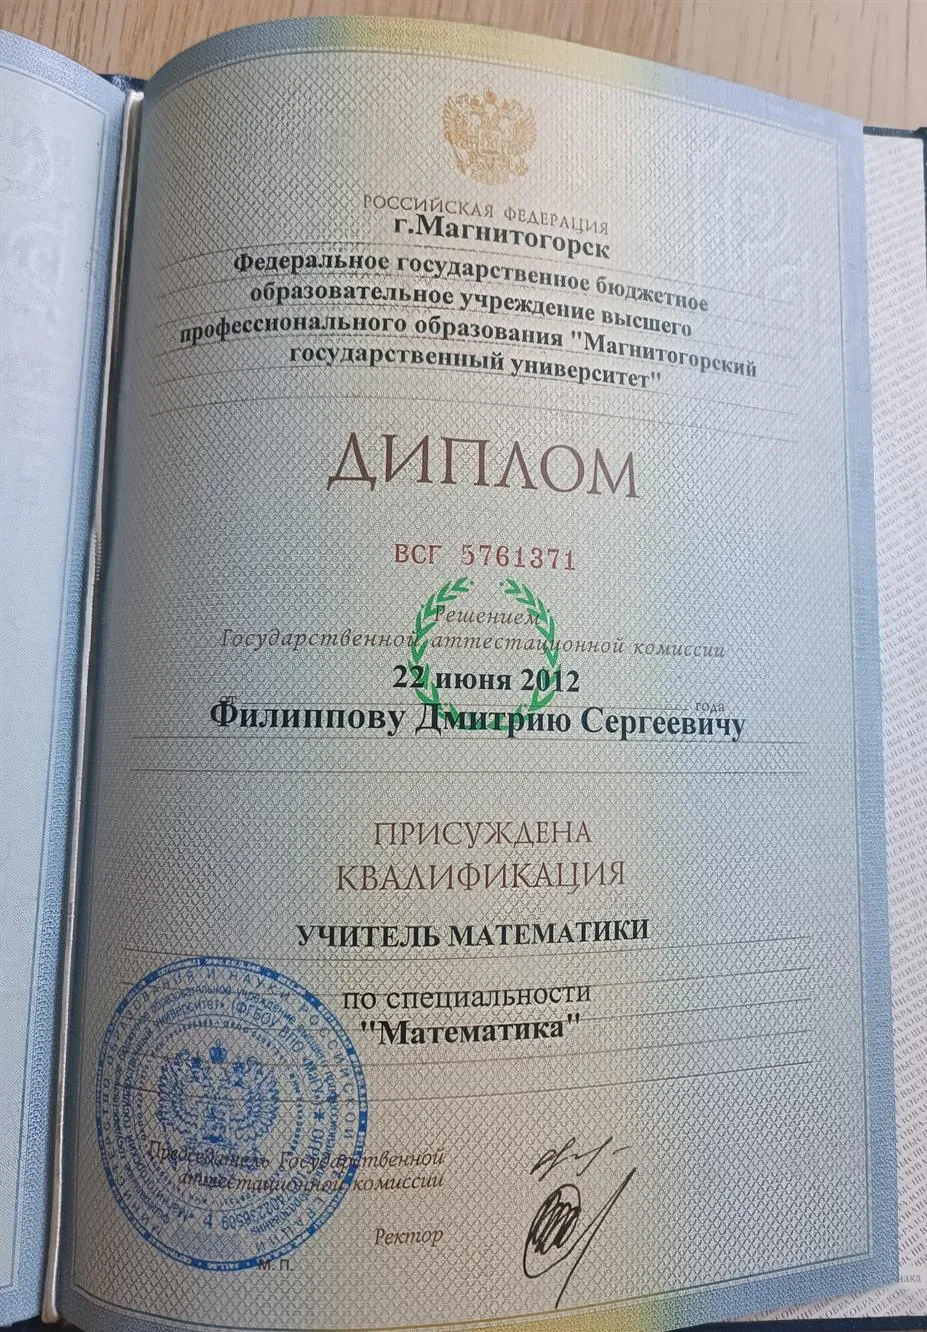 РОССИЙСКАЯ ФЕДЕРАЦИЯ
г.Магнитогорск
Федеральное государственное бюджетное
образовательное учреждение высшего
профессионального образования "Магнитогорский
государственный университет"
ДИПЛОМ
ВСГ 5761371
Решением
Государственной аттестационной комиссии
от 22 июня 2012 года
Филиппову Дмитрию Сергеевичу
ПРИСУЖДЕНА
КВАЛИФИКАЦИЯ
УЧИТЕЛЬ МАТЕМАТИКИ
по специальности
"Математика"
Председатель Государственной
аттестационной комиссии
Ректор
М.П.